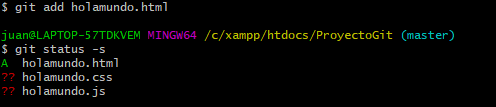 $ git add holamundo.html
juan@LAPTOP-57TDKVEM MINGW64 /c/xampp/htdocs/ProyectoGit (master)
$ git status -s
A  holamundo.html
?? holamundo.css
?? holamundo.js